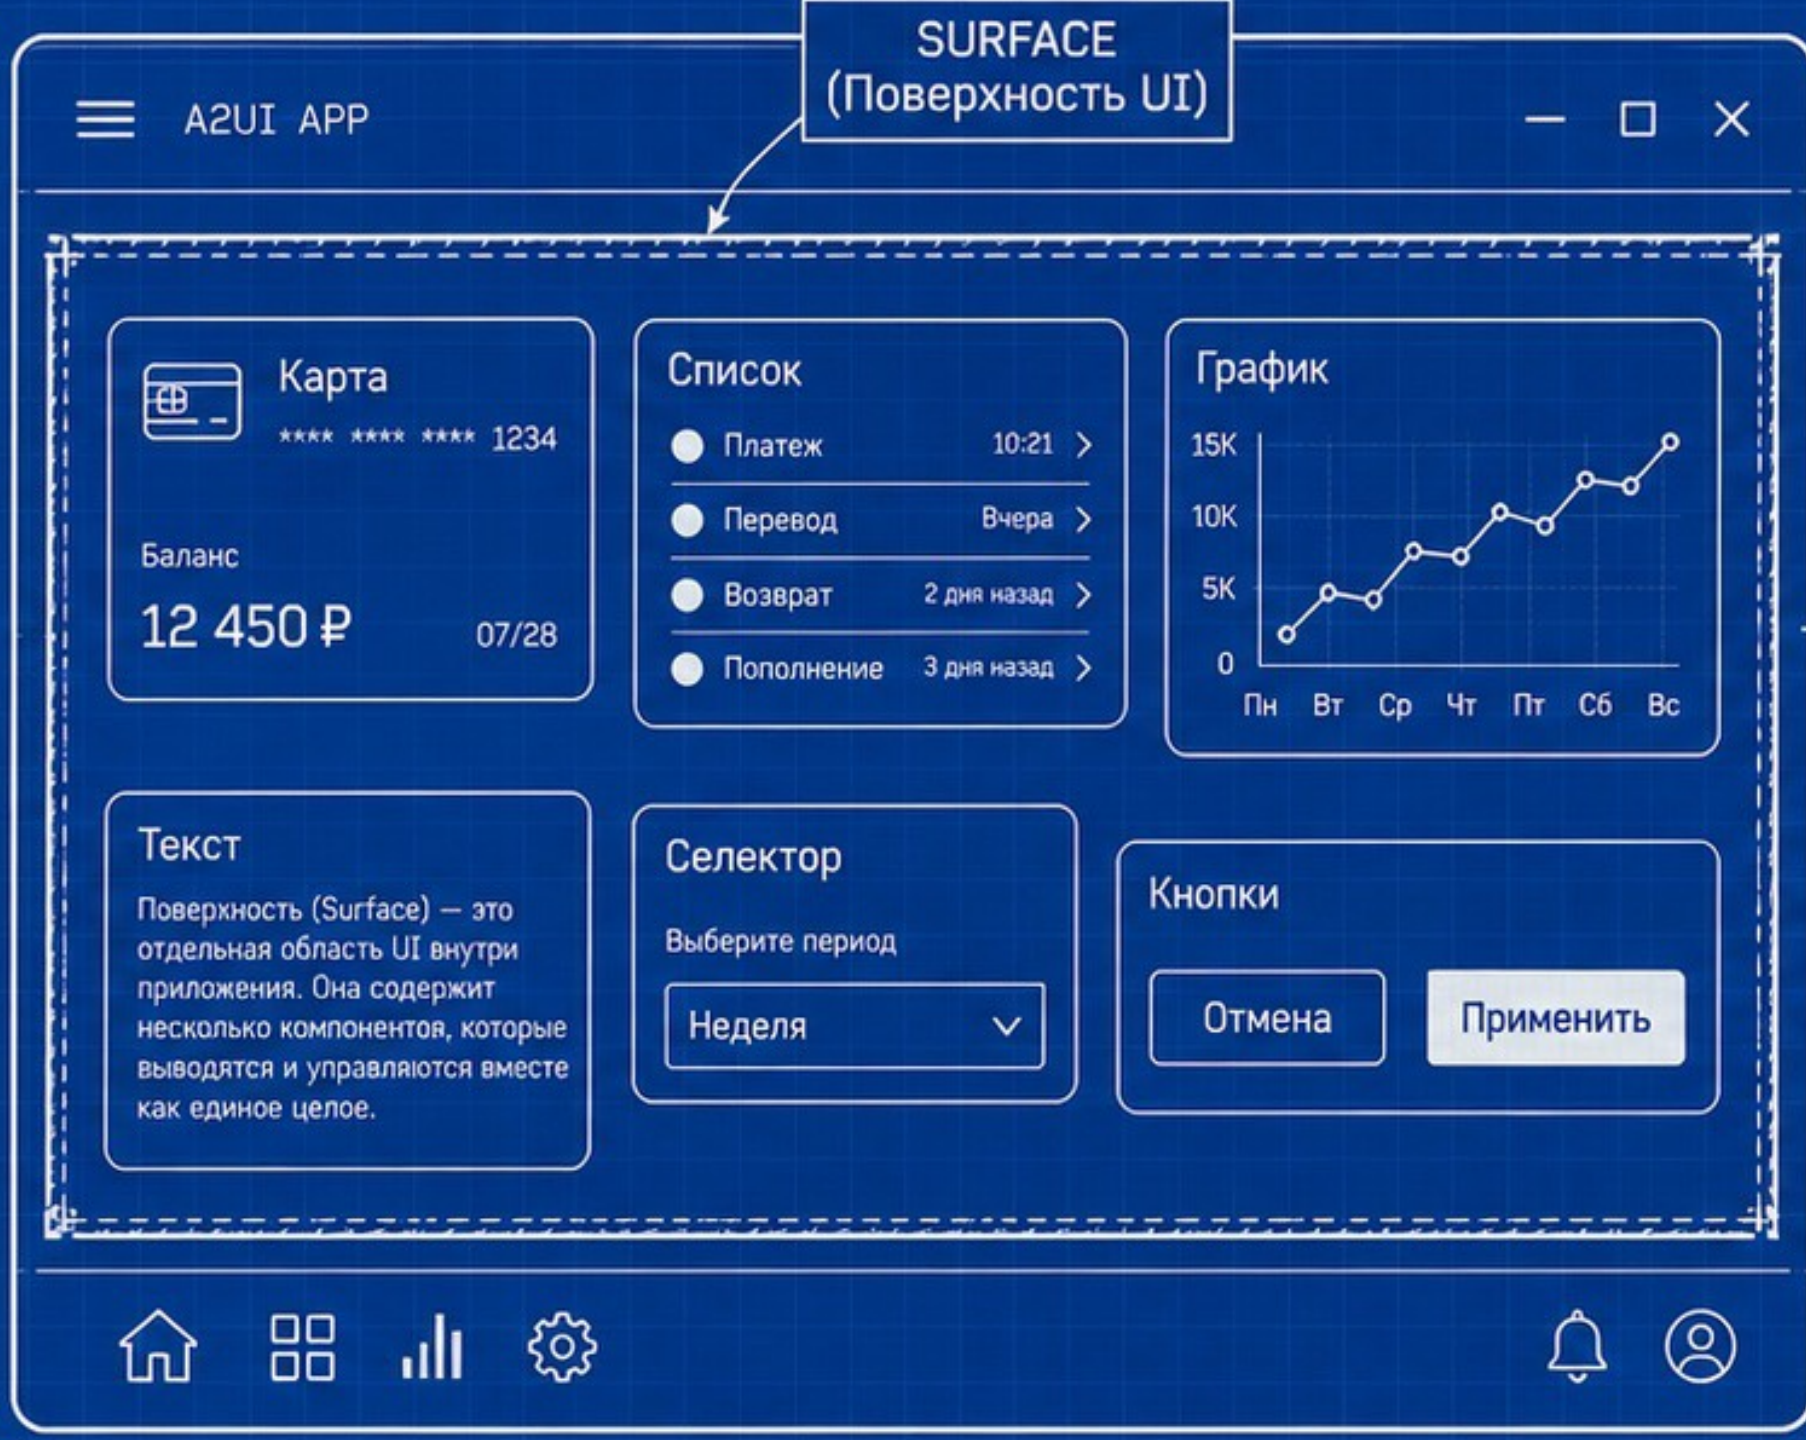 SURFACE
(Поверхность UI)
A2UI APP
Карта
**** **** **** 1234
Баланс
12 450 ₽
07/28
Список
Платеж 10:21
Перевод Вчера
Возврат 2 дня назад
Пополнение 3 дня назад
График
15K
10K
5K
0
Пн Вт Ср Чт Пт Сб Вс
Текст
Поверхность (Surface) — это
отдельная область UI внутри
приложения. Она содержит
несколько компонентов, которые
выводятся и управляются вместе
как единое целое.
Селектор
Выберите период
Неделя
Кнопки
Отмена
Применить